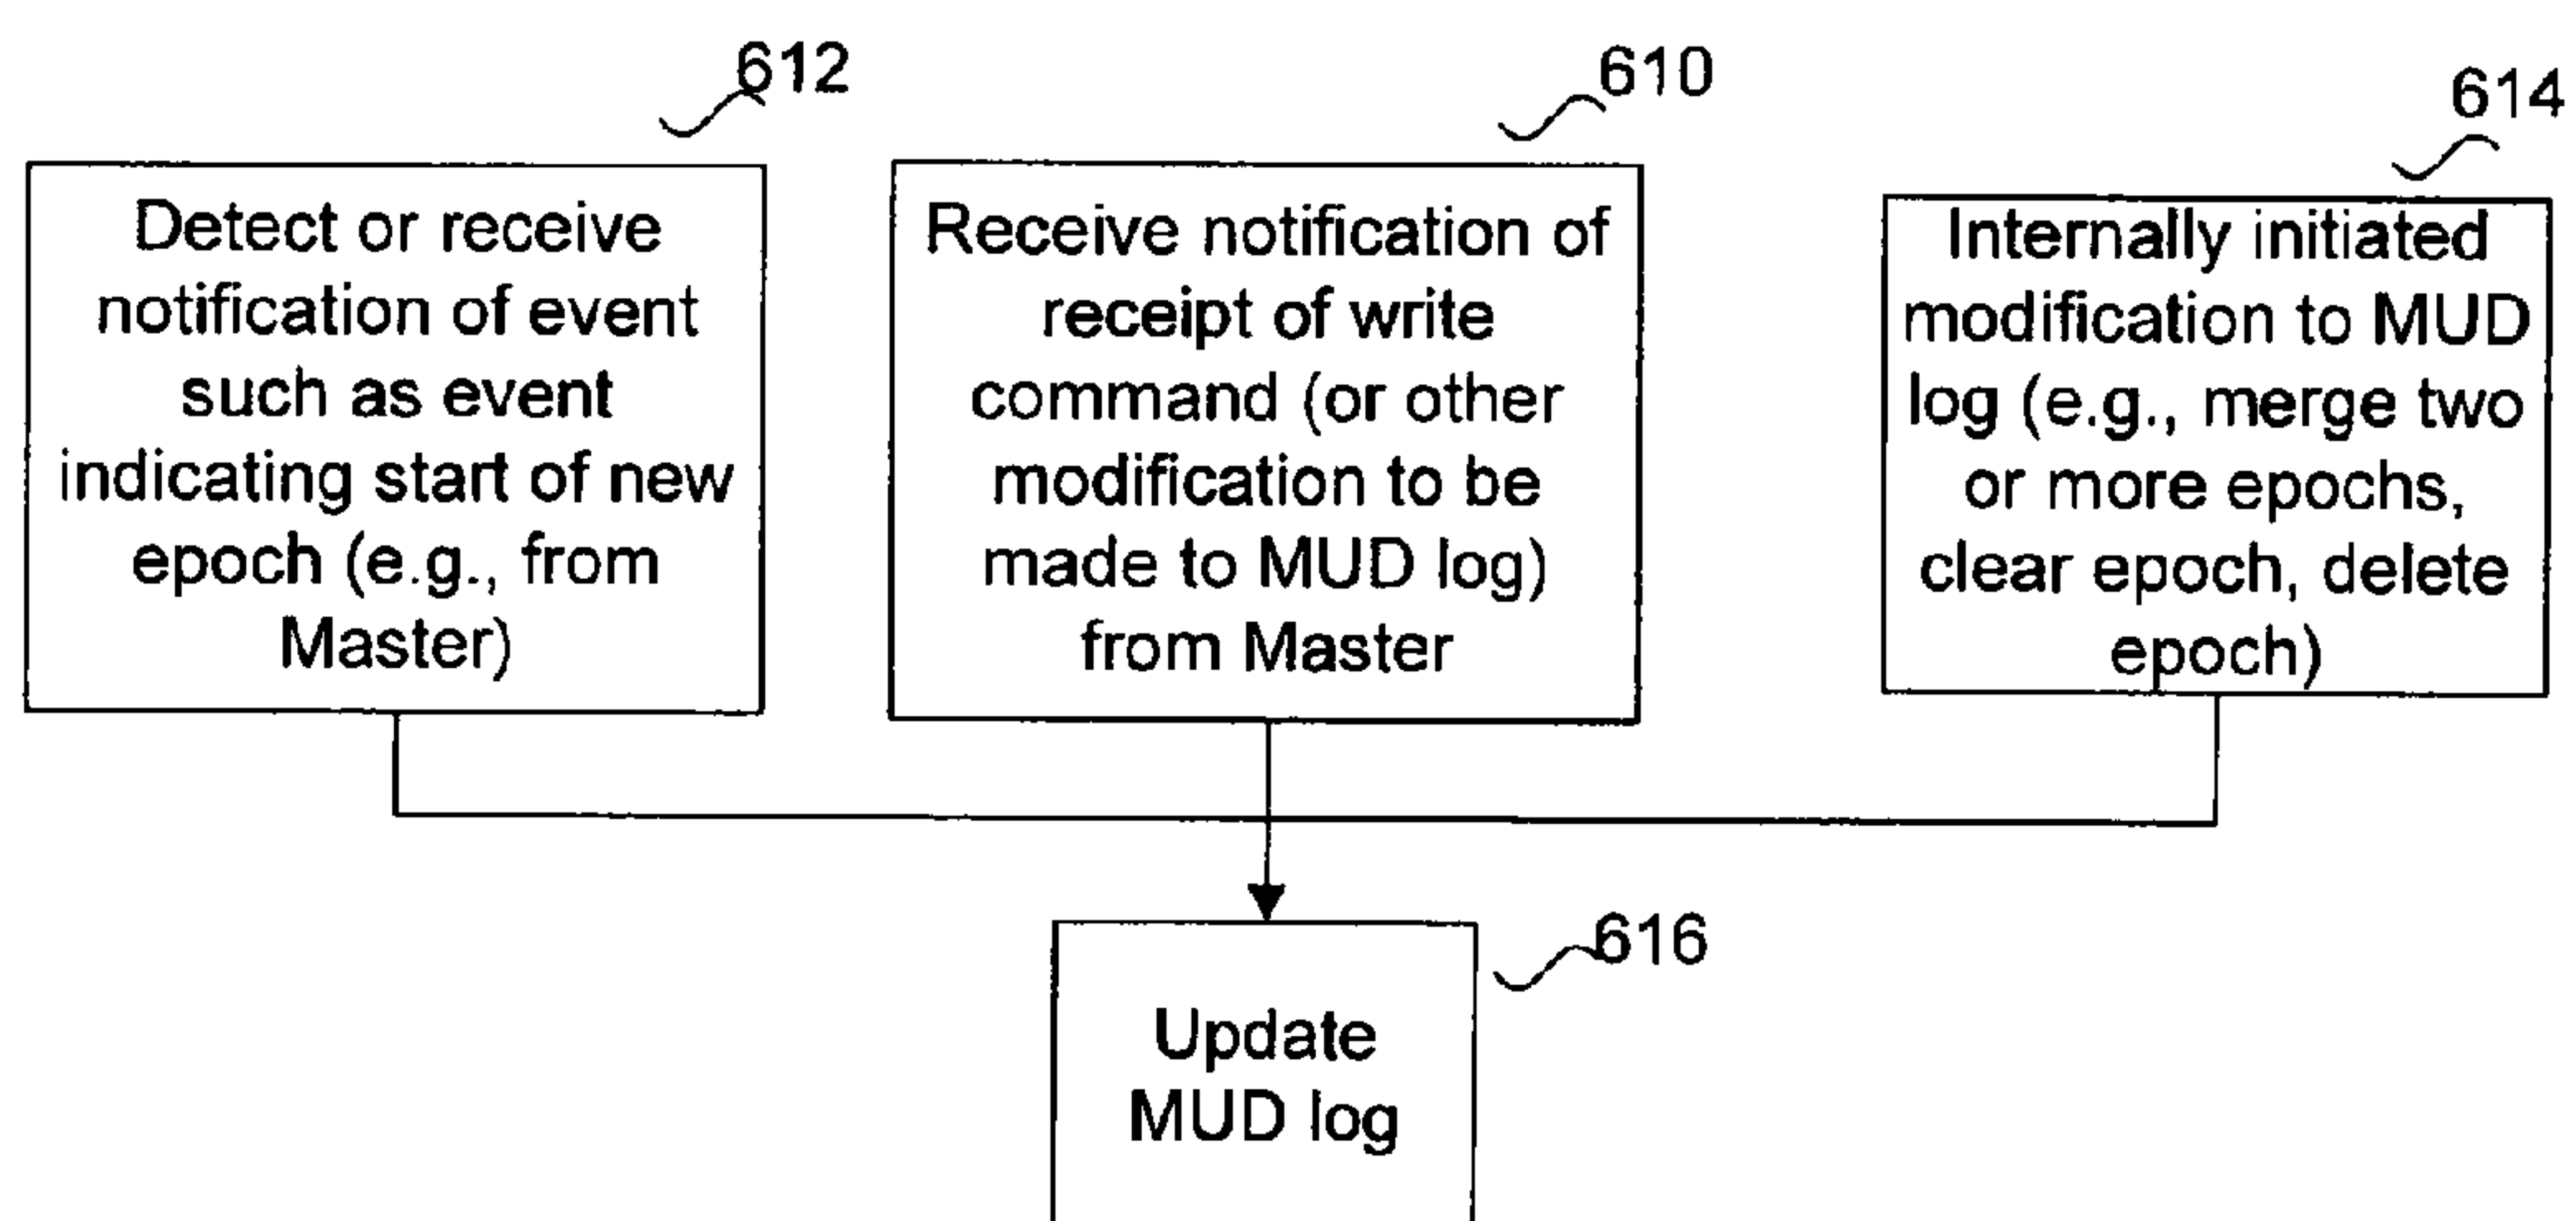 612
Detect or receive
notification of event
such as event
indicating start of new
epoch (e.g., from
Master)
610
Receive notification of
receipt of write
command (or other
modification to be
made to MUD log)
from Master
614
Internally initiated
modification to MUD
log (e.g., merge two
or more epochs,
clear epoch, delete
epoch)
616
Update
MUD log